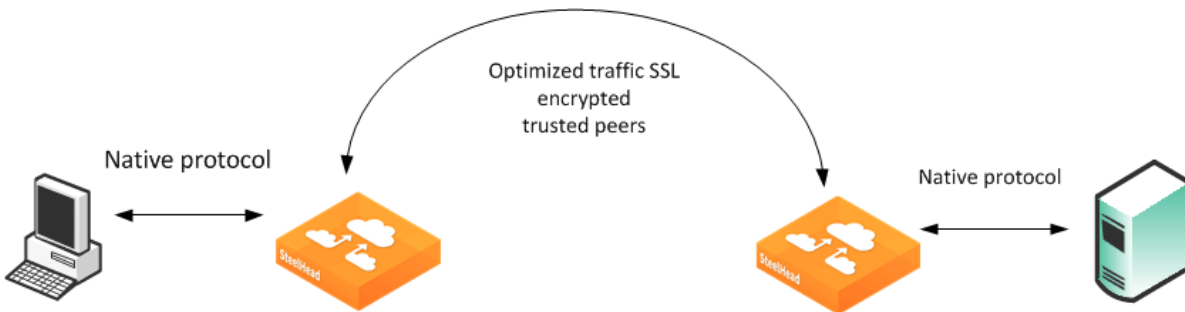 Optimized traffic SSL
encrypted
trusted peers
Native protocol
Native protocol
SteelHead
SteelHead